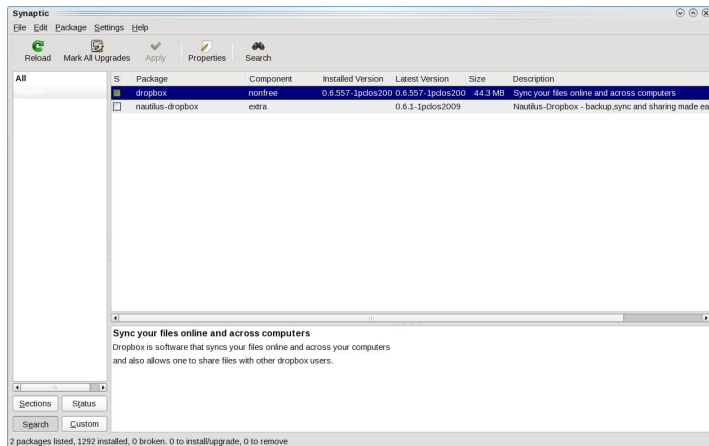 Synaptic
File Edit Package Settings Help
Reload Mark All Upgrades Apply Properties Search
All
S Package Component Installed Version Latest Version Size Description
dropbox nonfree 0.6.557-1pclos200 0.6.557-1pclos200 44.3 MB Sync your files online and across computers
nautilus-dropbox extra 0.6.1-1pclos2009 Nautilus-Dropbox - backup,sync and sharing made ea
Sync your files online and across computers
Dropbox is software that syncs your files online and across your computers
and also allows one to share files with other dropbox users.
Sections Status
Search Custom
2 packages listed, 1292 installed, 0 broken. 0 to install/upgrade, 0 to remove